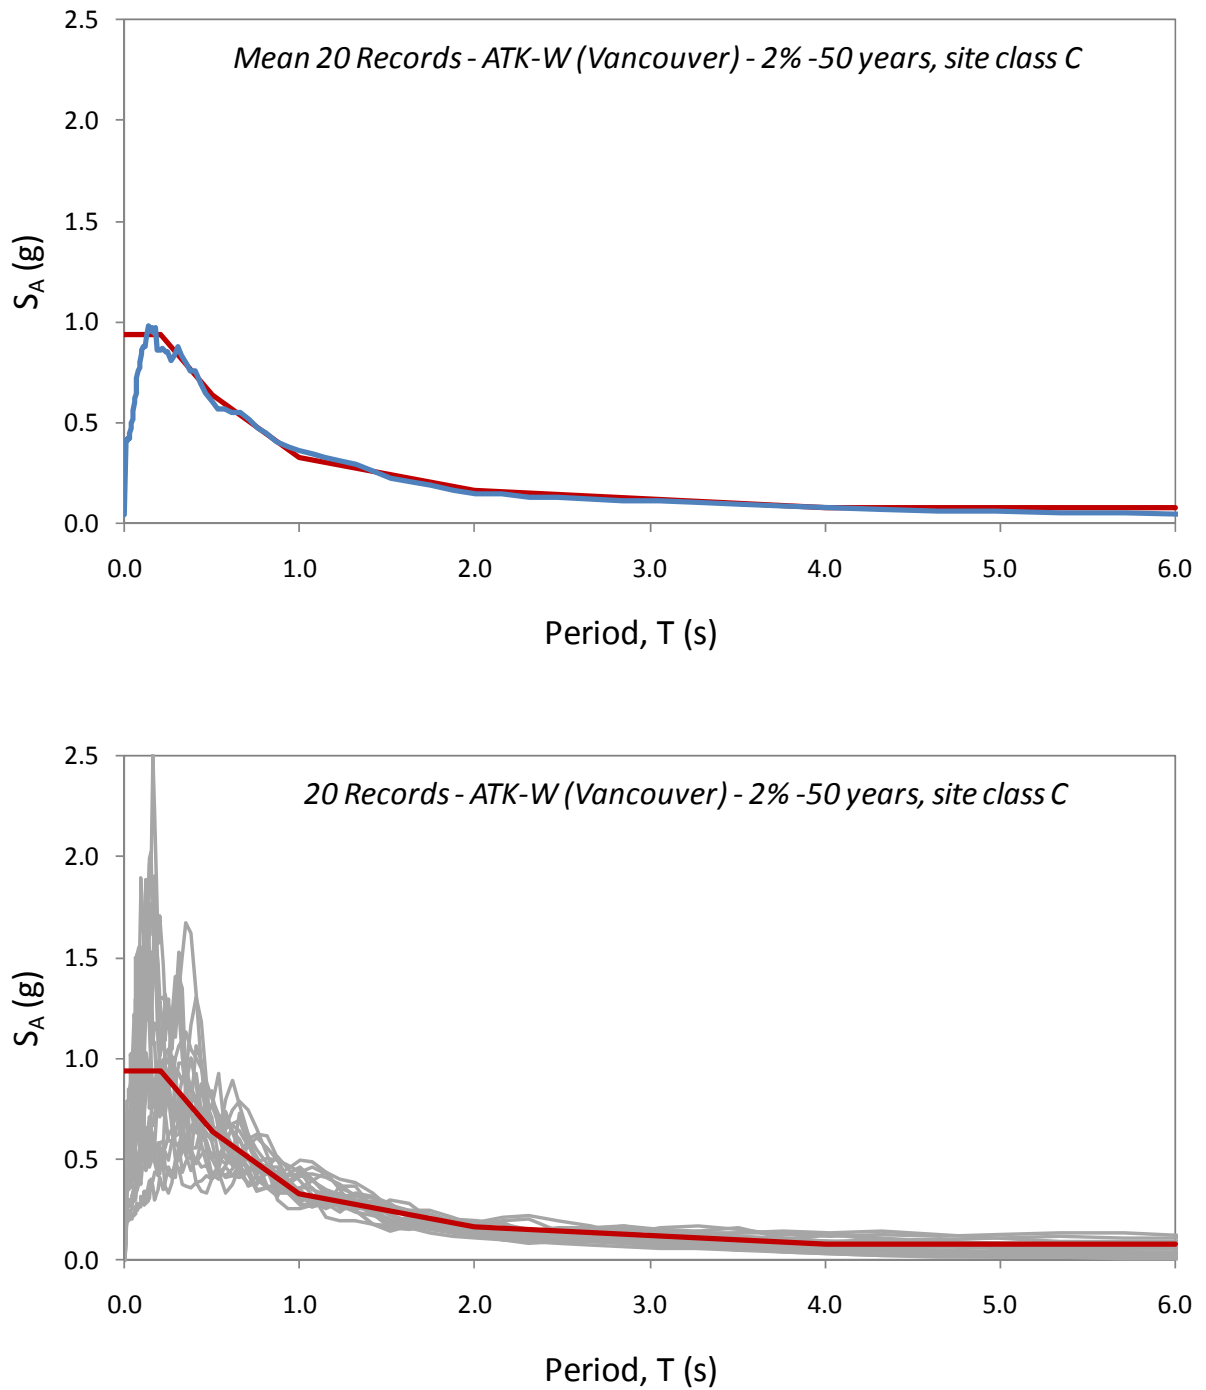 Mean 20 Records - ATK-W (Vancouver) - 2% -50 years, site class C
2.5
2.0
1.5
1.0
0.5
0.0
S_A (g)
0.0 1.0 2.0 3.0 4.0 5.0 6.0
Period, T (s)
20 Records - ATK-W (Vancouver) - 2% -50 years, site class C
2.5
2.0
1.5
1.0
0.5
0.0
S_A (g)
0.0 1.0 2.0 3.0 4.0 5.0 6.0
Period, T (s)